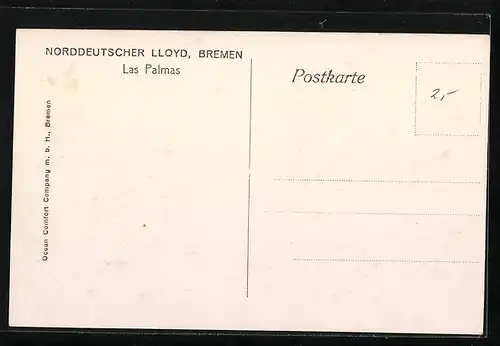 NORDDEUTSCHER LLOYD, BREMEN
Las Palmas
Postkarte
2,-
Ocean Comfort Company m. b. H., Bremen